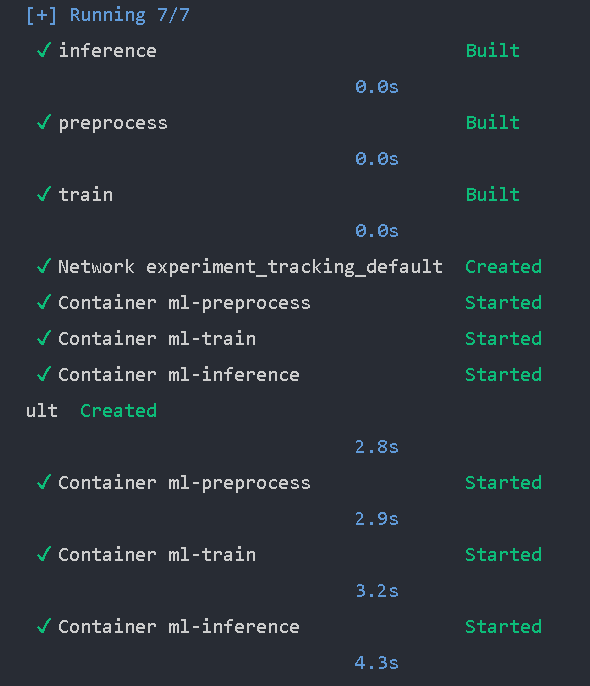 [+] Running 7/7
✓ inference Built
0.0s
✓ preprocess Built
0.0s
✓ train Built
0.0s
✓ Network experiment_tracking_default Created
✓ Container ml-preprocess Started
✓ Container ml-train Started
✓ Container ml-inference Started
ult Created
2.8s
✓ Container ml-preprocess Started
2.9s
✓ Container ml-train Started
3.2s
✓ Container ml-inference Started
4.3s